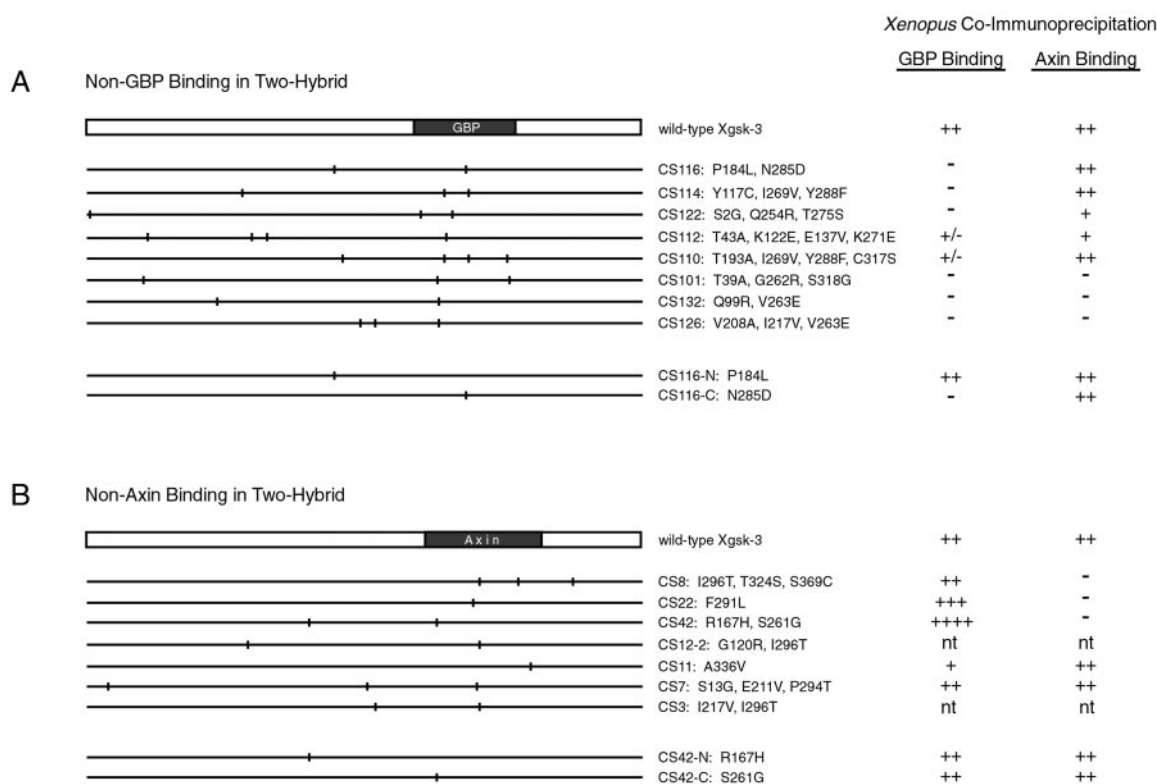 Xenopus Co-Immunoprecipitation
GBP Binding Axin Binding
A Non-GBP Binding in Two-Hybrid
GBP wild-type Xgsk-3 ++ ++
CS116: P184L, N285D - ++
CS114: Y117C, I269V, Y288F - ++
CS122: S2G, Q254R, T275S - +
CS112: T43A, K122E, E137V, K271E +/- +
CS110: T193A, I269V, Y288F, C317S +/- ++
CS101: T39A, G262R, S318G - -
CS132: Q99R, V263E - -
CS126: V208A, I217V, V263E - -
CS116-N: P184L ++ ++
CS116-C: N285D - ++
B Non-Axin Binding in Two-Hybrid
Axin wild-type Xgsk-3 ++ ++
CS8: I296T, T324S, S369C ++ -
CS22: F291L +++ -
CS42: R167H, S261G ++++ -
CS12-2: G120R, I296T nt nt
CS11: A336V + ++
CS7: S13G, E211V, P294T ++ ++
CS3: I217V, I296T nt nt
CS42-N: R167H ++ ++
CS42-C: S261G ++ ++